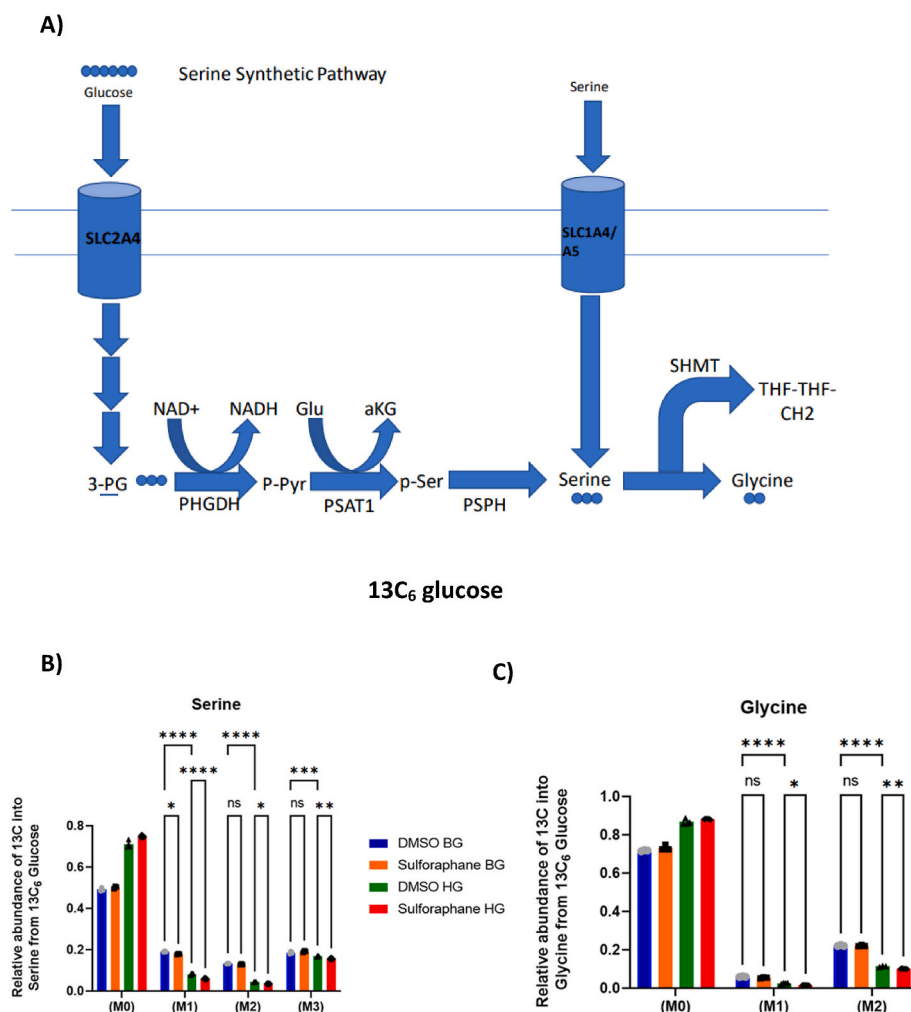 A)
Serine Synthetic Pathway
Glucose
Serine
SLC2A4
SLC1A4/
A5
SHMT
THF-THF-
CH2
NAD+
NADH
Glu
aKG
3-PG
P-Pyr
p-Ser
Serine
Glycine
PHGDH
PSAT1
PSPH
13C₆ glucose
B)
Serine
Relative abundance of 13C into
Serine from 13C₆ Glucose
0.8
0.6
0.4
0.2
0.0
****
****
*
****
ns
*
***
ns
**
(M0)
(M1)
(M2)
(M3)
DMSO BG
Sulforaphane BG
DMSO HG
Sulforaphane HG
C)
Glycine
Relative abundance of 13C into
Glycine from 13C₆ Glucose
1.0
0.8
0.6
0.4
0.2
0.0
****
ns
*
****
ns
**
(M0)
(M1)
(M2)